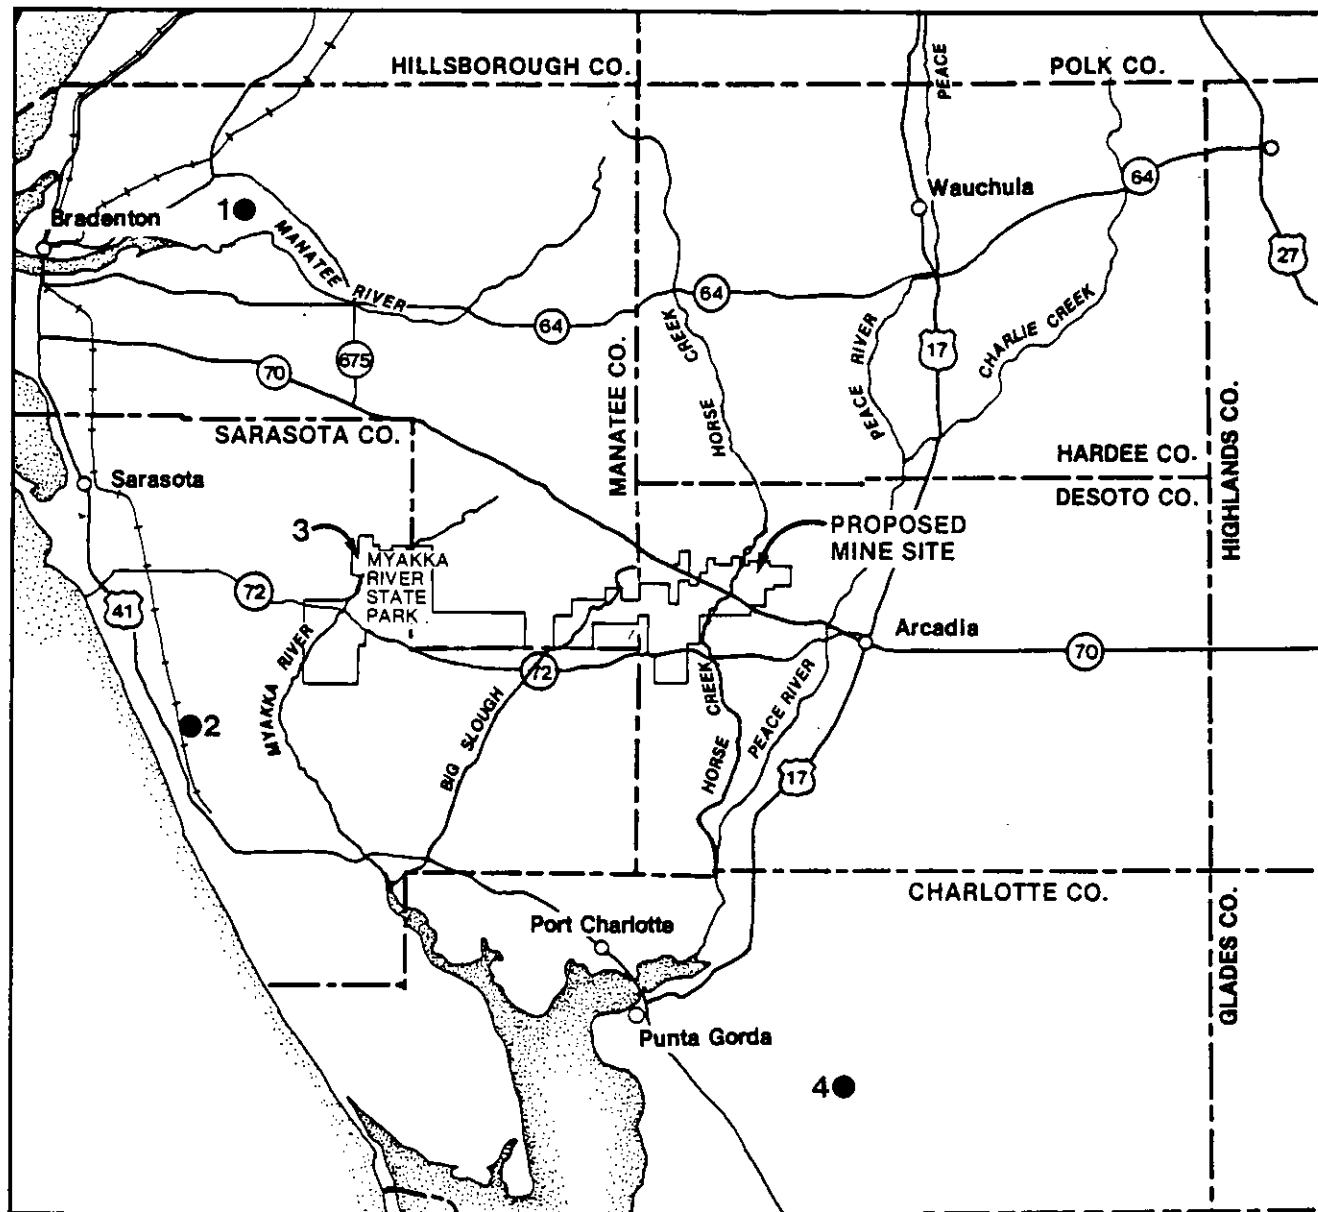 HILLSBOROUGH CO.
POLK CO.
PEACE
Wauchula
64
27
Bradenton
1
MANATEE
RIVER
64
64
HORSE CREEK
PEACE RIVER
17
CHARLIE CREEK
675
70
MANATEE CO.
HIGHLANDS CO.
SARASOTA CO.
HARDEE CO.
DESOTO CO.
Sarasota
3
MYAKKA
RIVER
STATE
PARK
PROPOSED
MINE SITE
72
41
Arcadia
70
72
MYAKKA RIVER
BIG SLOUGH
HORSE CREEK
PEACE RIVER
17
2
CHARLOTTE CO.
GLADES CO.
Port Charlotte
Punta Gorda
4